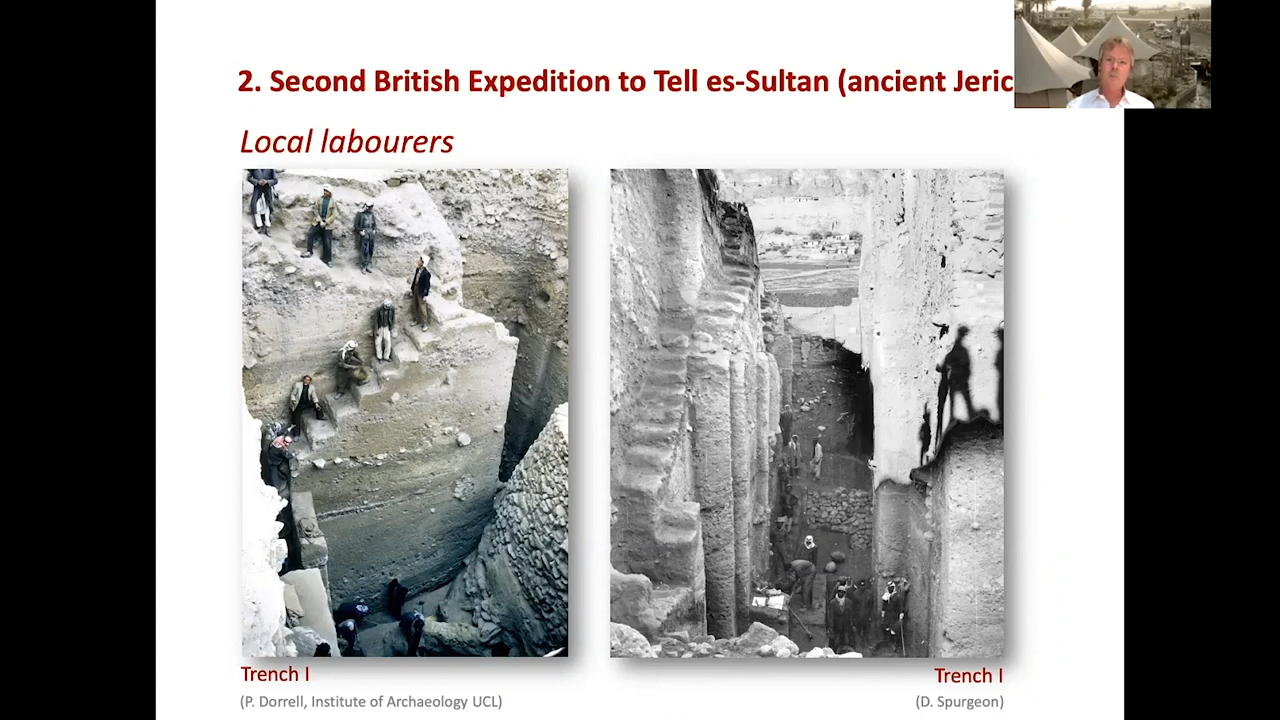 2. Second British Expedition to Tell es-Sultan (ancient Jeric
Local labourers
Trench I
(P. Dorrell, Institute of Archaeology UCL)
Trench I
(D. Spurgeon)